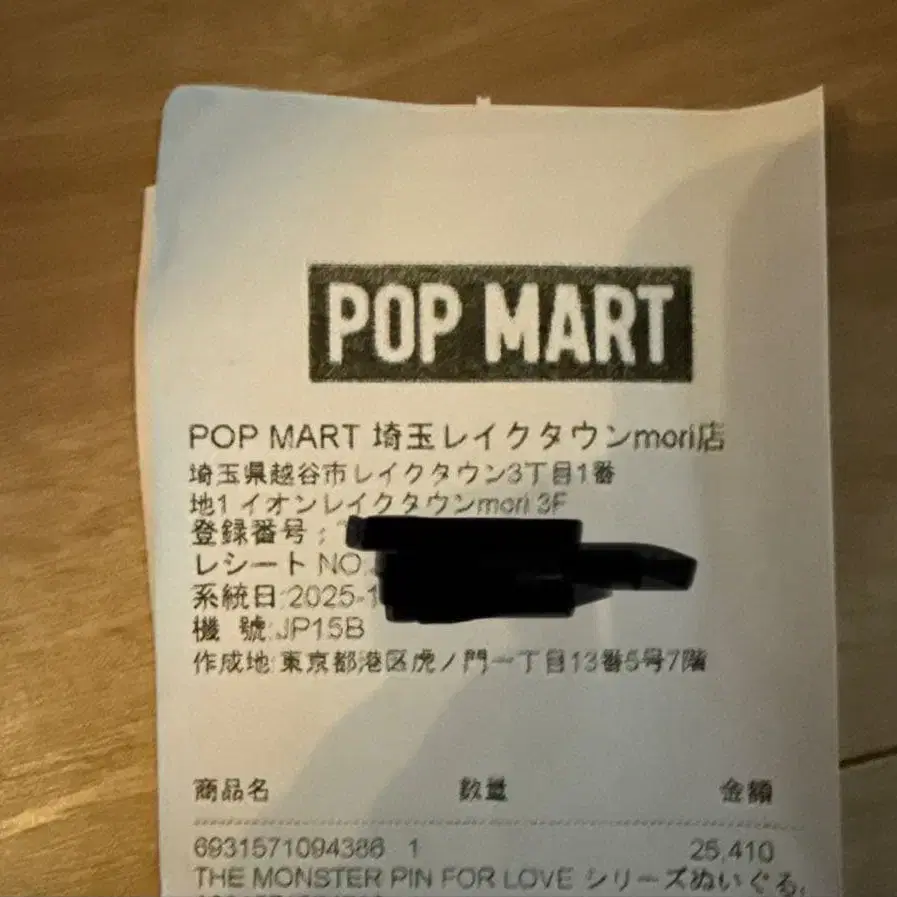 POP MART
POP MART 埼玉レイクタウンmori店
埼玉県越谷市レイクタウン3丁目1番
地1 イオンレイクタウンmori 3F
登録番号:
レシート NO.
系統日:2025-1
機 號:JP15B
作成地:東京都港区虎ノ門一丁目13番5号7階
商品名 数量 金額
6931571094386 1 25,410
THE MONSTER PIN FOR LOVE シリーズぬいぐる,